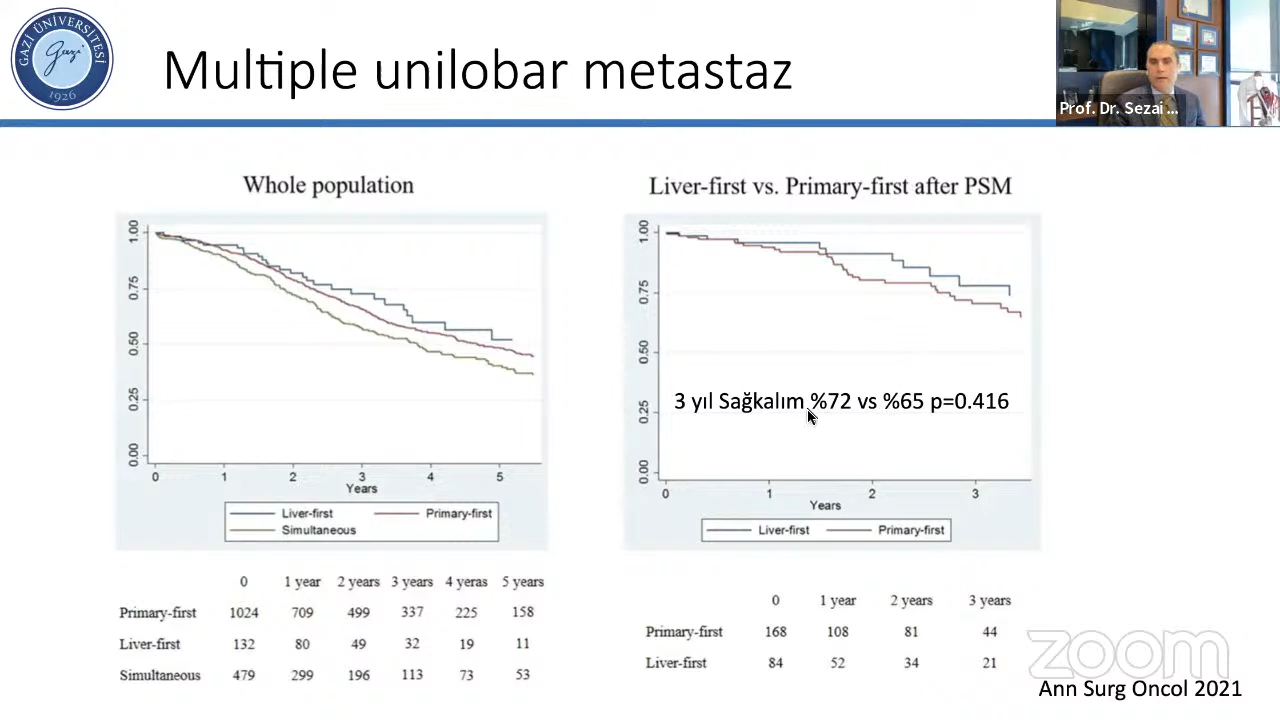 GAZİ ÜNİVERSİTESİ
gazi
1926
Multiple unilobar metastaz
Prof. Dr. Sezai ...
Whole population
1.00
0.75
0.50
0.25
0.00
0 1 2 3 4 5
Years
Liver-first Primary-first
Simultaneous
0 1 year 2 years 3 years 4 yeras 5 years
Primary-first 1024 709 499 337 225 158
Liver-first 132 80 49 32 19 11
Simultaneous 479 299 196 113 73 53
Liver-first vs. Primary-first after PSM
1.00
0.75
0.50
0.25
0.00
3 yıl Sağkalım %72 vs %65 p=0.416
0 1 2 3
Years
Liver-first Primary-first
0 1 year 2 years 3 years
Primary-first 168 108 81 44
Liver-first 84 52 34 21
zoom
Ann Surg Oncol 2021